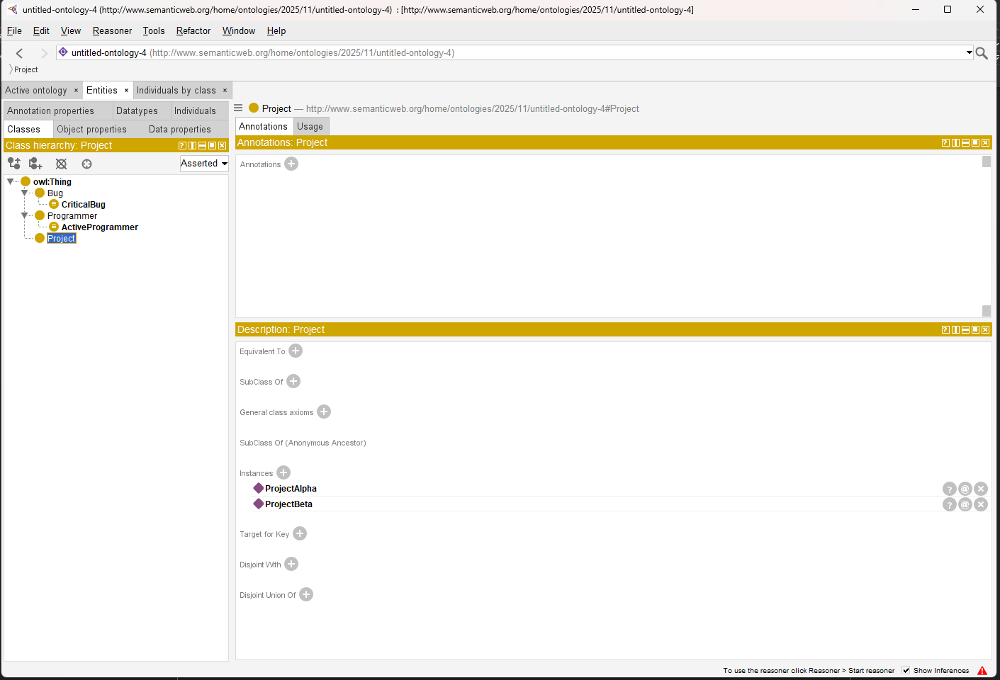 untitled-ontology-4 (http://www.semanticweb.org/home/ontologies/2025/11/untitled-ontology-4) : [http://www.semanticweb.org/home/ontologies/2025/11/untitled-ontology-4]
File Edit View Reasoner Tools Refactor Window Help
untitled-ontology-4 (http://www.semanticweb.org/home/ontologies/2025/11/untitled-ontology-4)
Project
Active ontology × Entities × Individuals by class ×
Annotation properties Datatypes Individuals
Classes Object properties Data properties
Class hierarchy: Project
Asserted
owl:Thing
Bug
CriticalBug
Programmer
ActiveProgrammer
Project
Project — http://www.semanticweb.org/home/ontologies/2025/11/untitled-ontology-4#Project
Annotations Usage
Annotations: Project
Annotations
Description: Project
Equivalent To
SubClass Of
General class axioms
SubClass Of (Anonymous Ancestor)
Instances
ProjectAlpha
ProjectBeta
Target for Key
Disjoint With
Disjoint Union Of
To use the reasoner click Reasoner > Start reasoner Show Inferences